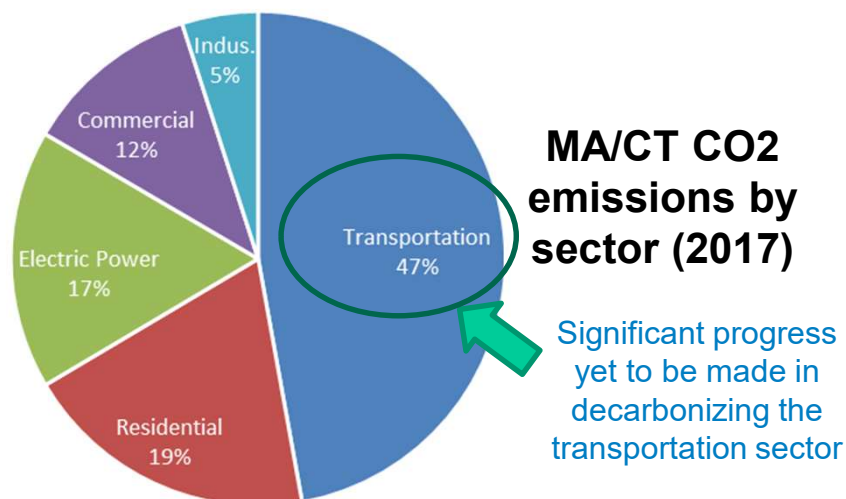 Indus.
5%
Commercial
12%
Electric Power
17%
Residential
19%
Transportation
47%
MA/CT CO2
emissions by
sector (2017)
Significant progress
yet to be made in
decarbonizing the
transportation sector